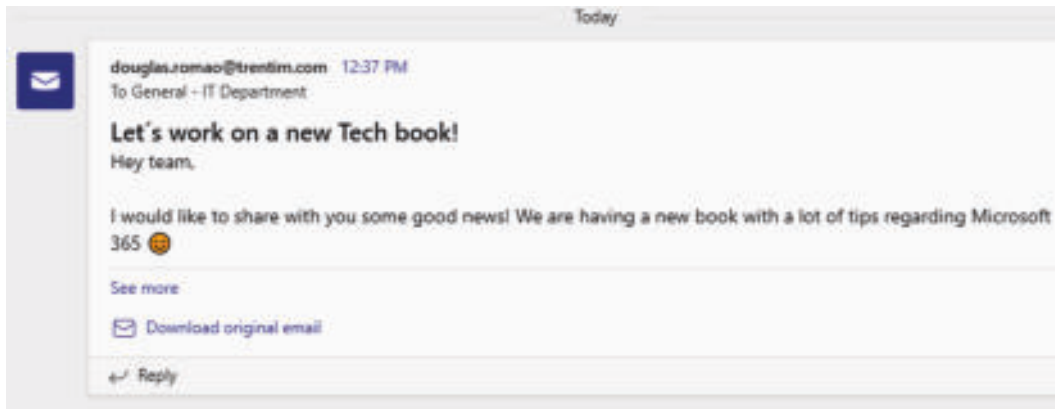 Today
douglas.romao@trentim.com 12:37 PM
To General - IT Department
Let´s work on a new Tech book!
Hey team,
I would like to share with you some good news! We are having a new book with a lot of tips regarding Microsoft
365 😊
See more
Download original email
Reply